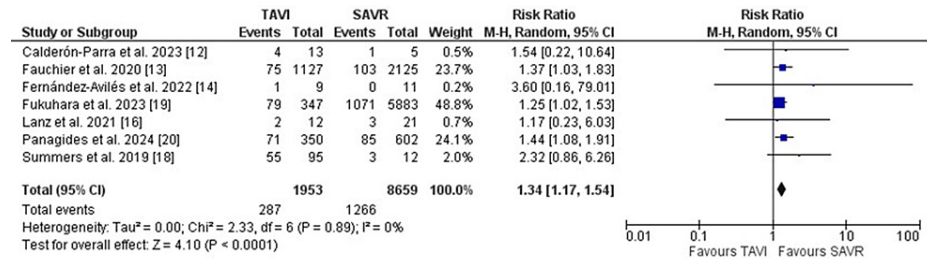 TAVI SAVR Risk Ratio Risk Ratio
Study or Subgroup Events Total Events Total Weight M-H, Random, 95% CI M-H, Random, 95% CI
Calderón-Parra et al. 2023 [12] 4 13 1 5 0.5% 1.54 [0.22, 10.64]
Fauchier et al. 2020 [13] 75 1127 103 2125 23.7% 1.37 [1.03, 1.83]
Fernández-Avilés et al. 2022 [14] 1 9 0 11 0.2% 3.60 [0.16, 79.01]
Fukuhara et al. 2023 [19] 79 347 1071 5883 48.8% 1.25 [1.02, 1.53]
Lanz et al. 2021 [16] 2 12 3 21 0.8% 1.17 [0.23, 6.03]
Panagides et al. 2024 [20] 71 350 85 602 24.1% 1.44 [1.08, 1.91]
Summers et al. 2019 [18] 55 95 3 12 2.0% 2.32 [0.86, 6.26]
Total (95% CI) 1953 8659 100.0% 1.34 [1.17, 1.54]
Total events 287 1266
Heterogeneity: Tau² = 0.00; Chi² = 2.33, df = 6 (P = 0.89); I² = 0%
Test for overall effect: Z = 4.10 (P < 0.0001)
0.01 0.1 1 10 100
Favours TAVI Favours SAVR